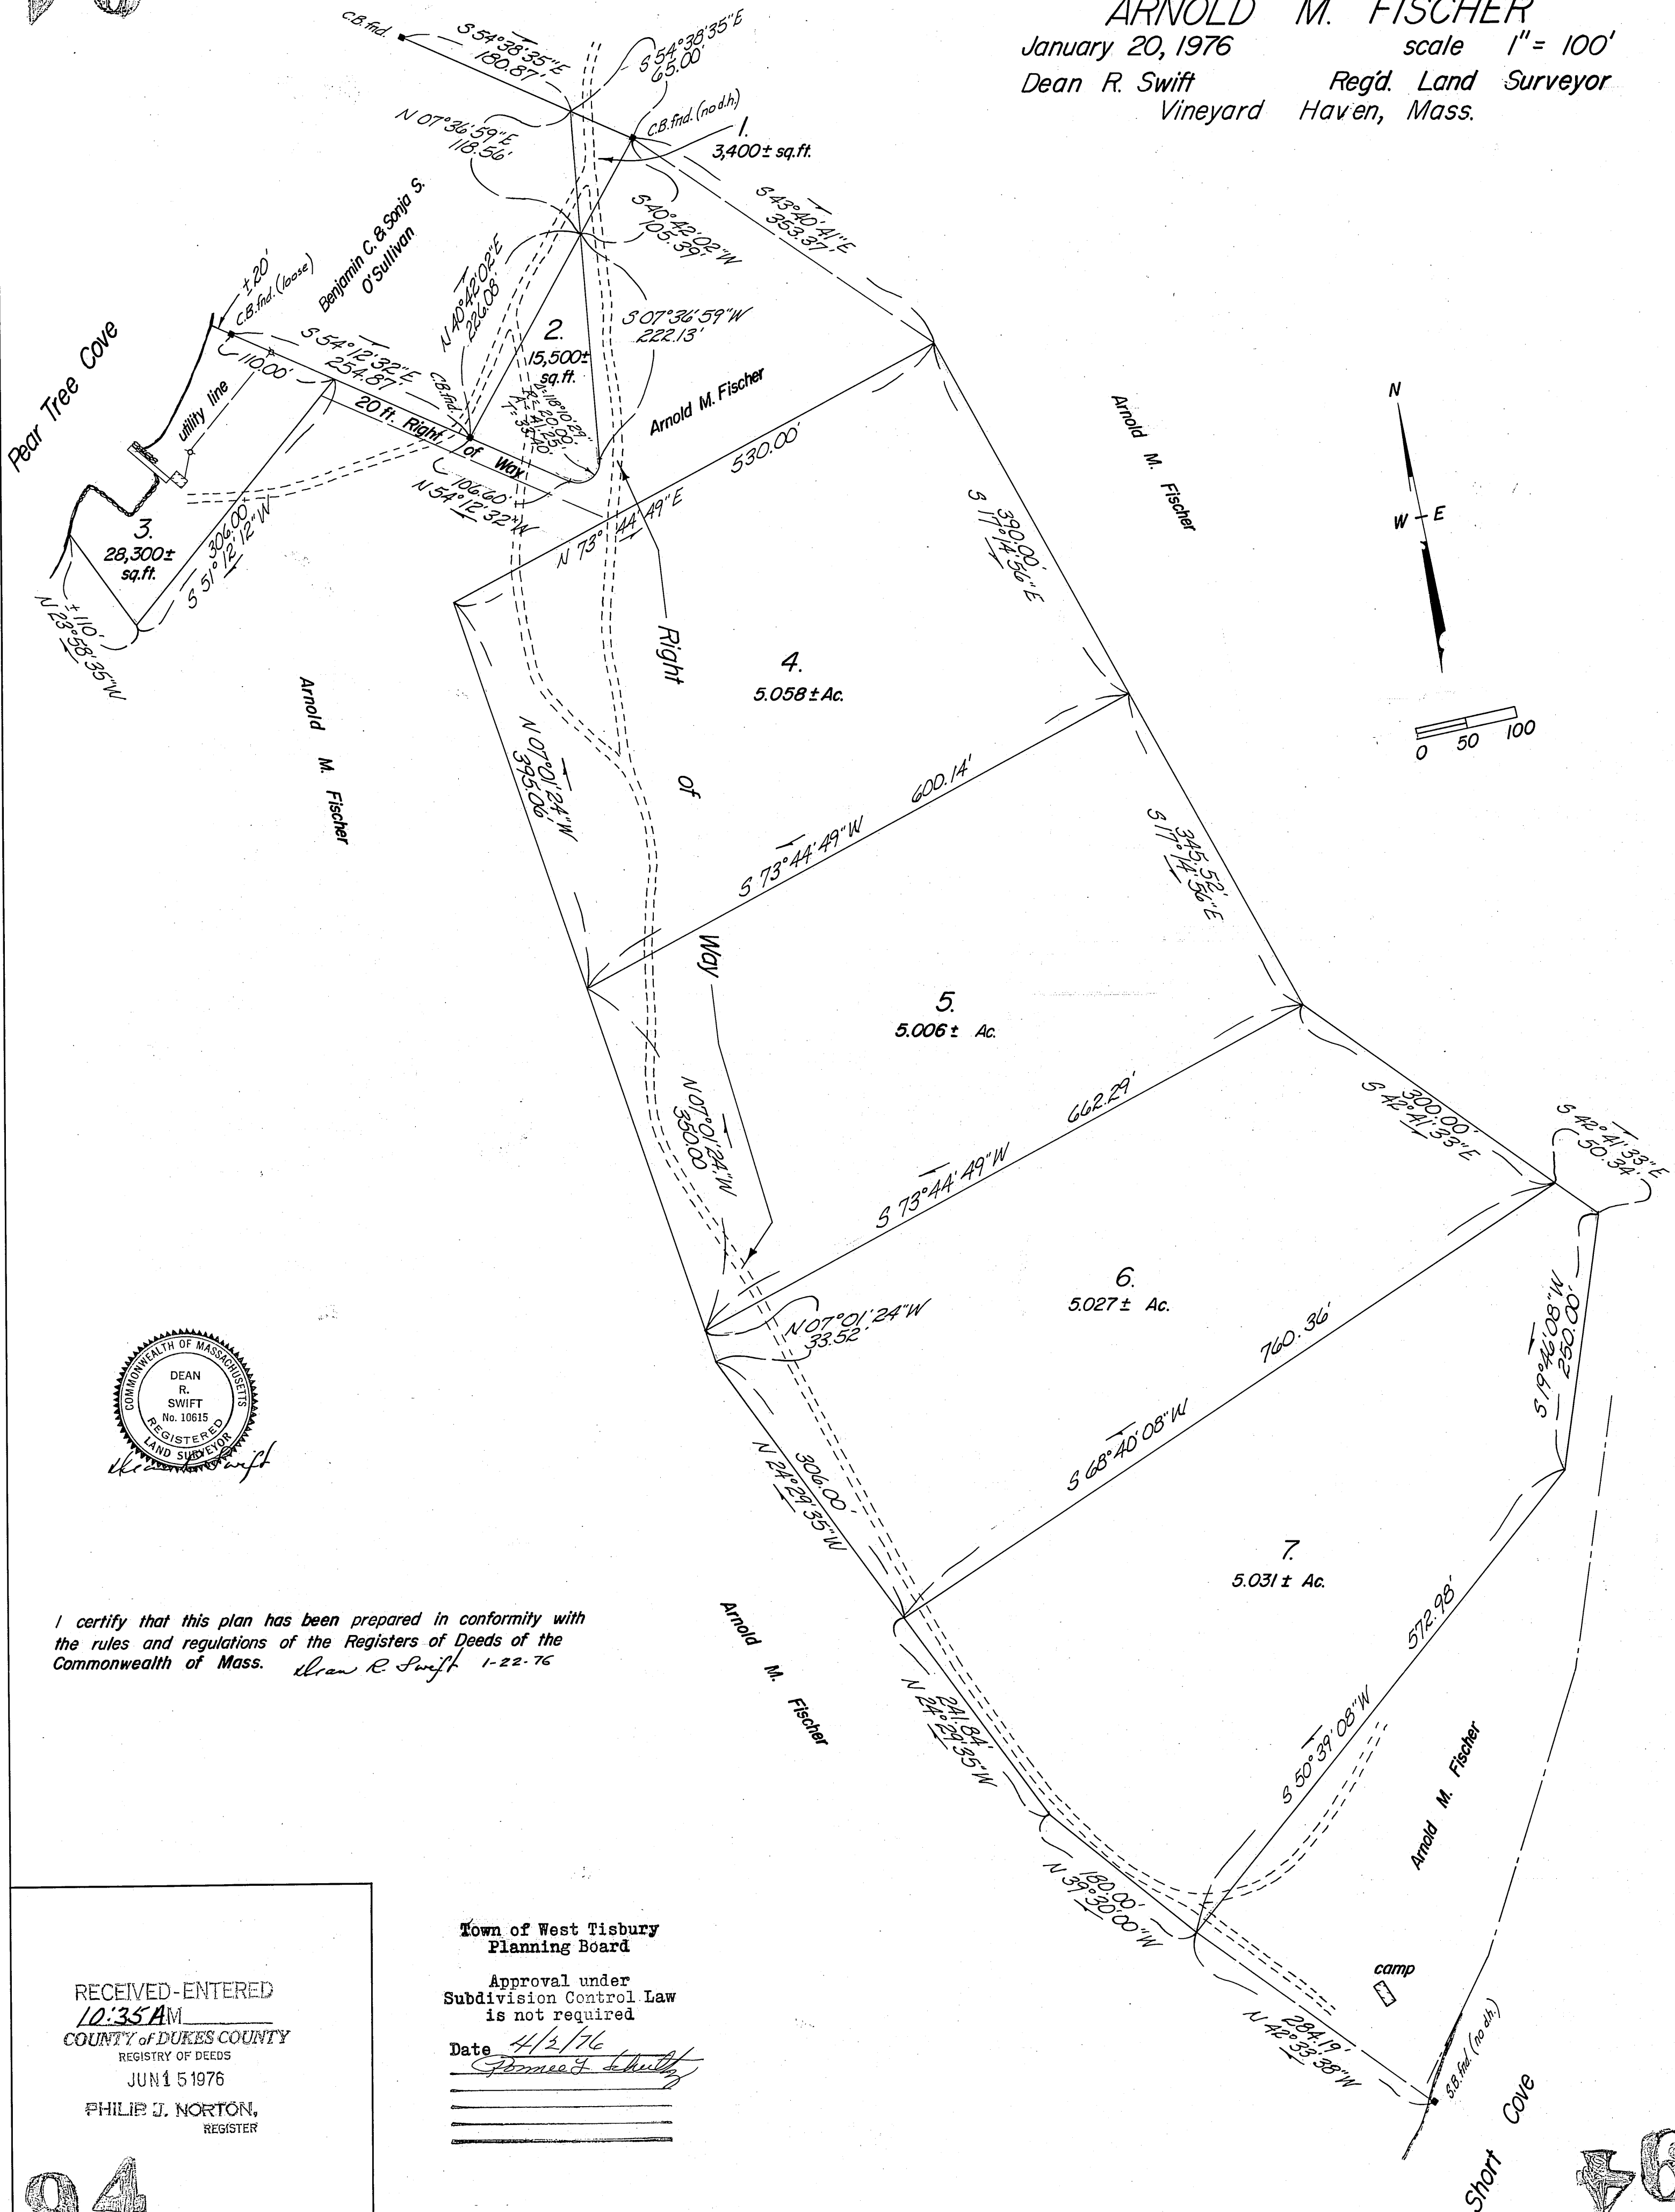 ARNOLD M. FISCHER
January 20, 1976 scale 1" = 100'
Dean R. Swift Reg'd. Land Surveyor
Vineyard Haven, Mass.
C.B. fnd.
S 54°38'35"E
180.87'
S 54°38'35"E
65.00'
C.B. fnd. (no d.h.)
1.
3,400± sq.ft.
N 07°36'59"E
118.56'
S 40°42'02"W
105.39'
S 43°40'41"E
353.37'
Benjamin C. & Sonja S.
O'Sullivan
±20'
C.B. fnd. (loose)
Pear Tree Cove
110.00'
utility line
S 54°12'32"E
254.87'
C.B. fnd.
N 40°42'02"E
226.08'
2.
15,500±
sq.ft.
S 07°36'59"W
222.13'
Δ=118°10'29"
R= 20.00'
A= 41.25'
T= 33.40'
20 ft. Right of Way
106.60'
N 54°12'32"W
Arnold M. Fischer
530.00'
N 73°44'49"E
3.
28,300±
sq.ft.
306.00'
S 51°12'12"W
±110'
N 23°58'35"W
Arnold M. Fischer
Arnold M. Fischer
N
W E
0 50 100
390.00'
S 17°14'56"E
Right of Way
4.
5.058± Ac.
N 07°01'24"W
395.06'
600.14'
S 73°44'49"W
345.52'
S 17°14'56"E
5.
5.006± Ac.
N 07°01'24"W
350.00
662.29'
S 73°44'49"W
300.00'
S 42°41'33"E
S 42°41'33"E
50.34'
6.
5.027± Ac.
N 07°01'24"W
33.52'
760.36'
S 68°40'08"W
S 19°46'08"W
250.00'
306.00'
N 24°29'35"W
7.
5.031± Ac.
572.98'
S 50°39'08"W
Arnold M. Fischer
241.84'
N 24°29'35"W
Arnold M. Fischer
180.00'
N 39°30'00"W
camp
284.19'
N 42°33'38"W
S.B. fnd. (no d.h.)
Short Cove
COMMONWEALTH OF MASSACHUSETTS
DEAN
R.
SWIFT
No. 10615
REGISTERED
LAND SURVEYOR
Dean R. Swift
I certify that this plan has been prepared in conformity with
the rules and regulations of the Registers of Deeds of the
Commonwealth of Mass. Dean R. Swift 1-22-76
RECEIVED-ENTERED
10:35 AM
COUNTY of DUKES COUNTY
REGISTRY OF DEEDS
JUN 15 1976
PHILIP J. NORTON,
REGISTER
Town of West Tisbury
Planning Board
Approval under
Subdivision Control Law
is not required
Date 4/2/76
94